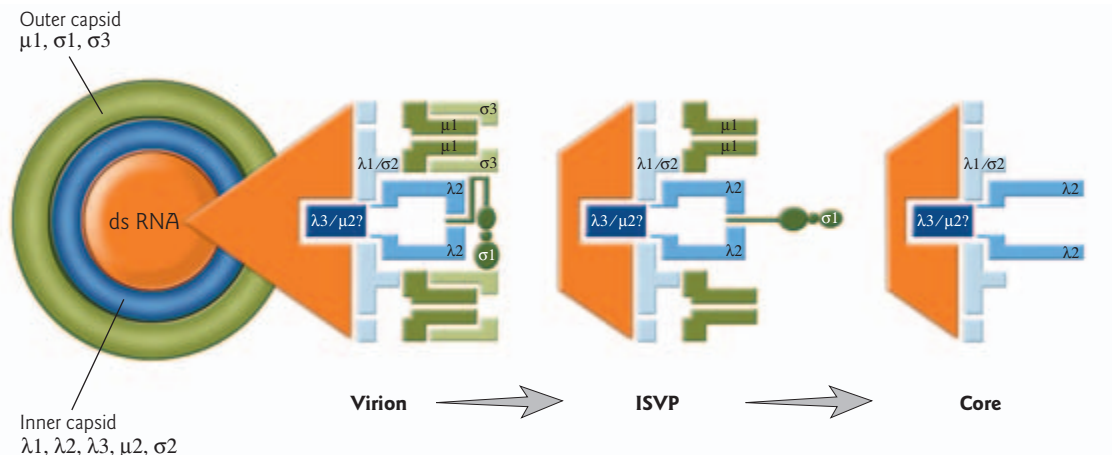 Outer capsid
μ1, σ1, σ3
ds RNA
Inner capsid
λ1, λ2, λ3, μ2, σ2
σ3
μ1
μ1
σ3
λ1/σ2
λ2
λ3/μ2?
λ2
σ1
μ1
μ1
λ1/σ2
λ2
λ3/μ2?
σ1
λ2
λ1/σ2
λ2
λ3/μ2?
λ2
Virion
ISVP
Core